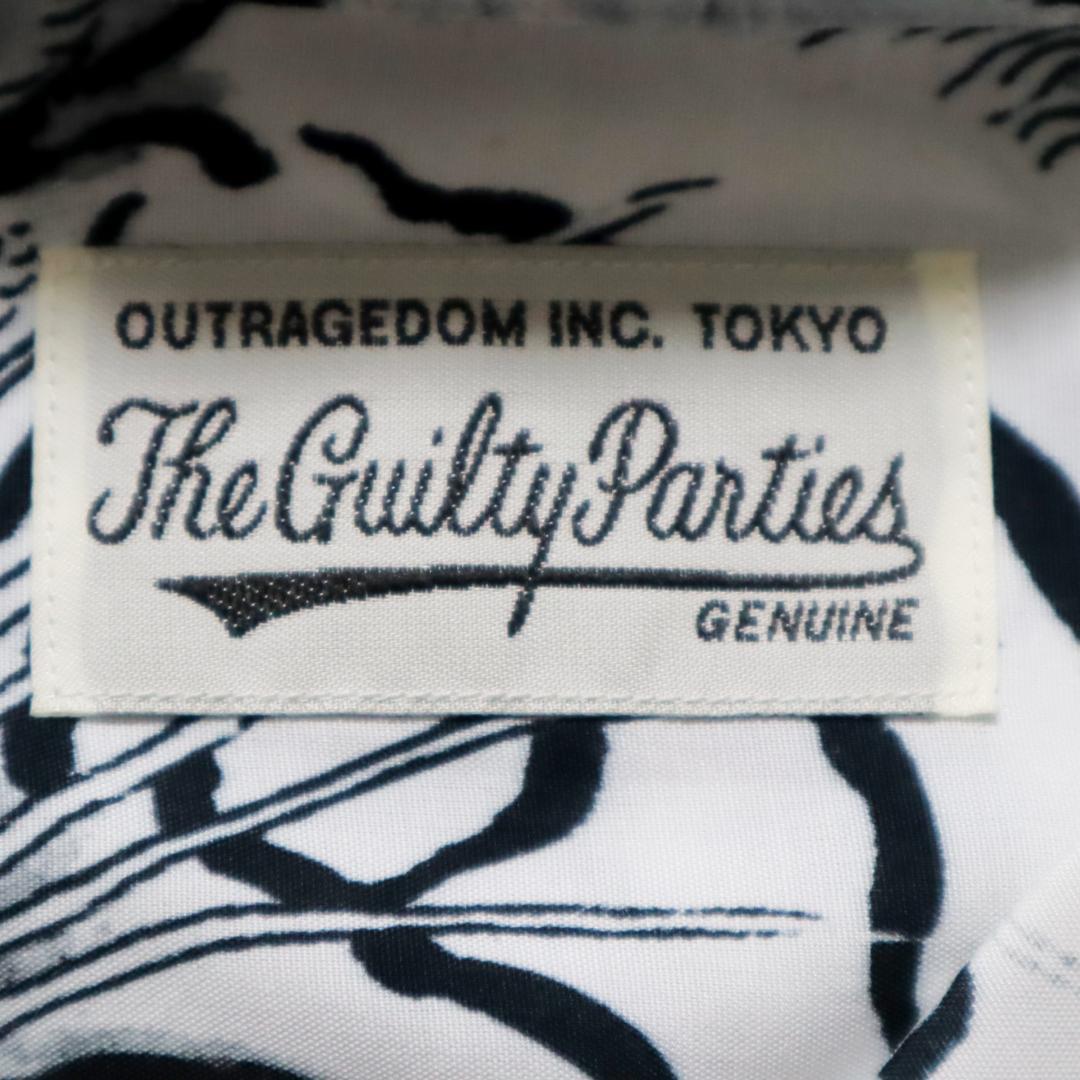 OUTRAGEDOM INC. TOKYO
The Guilty Parties
GENUINE